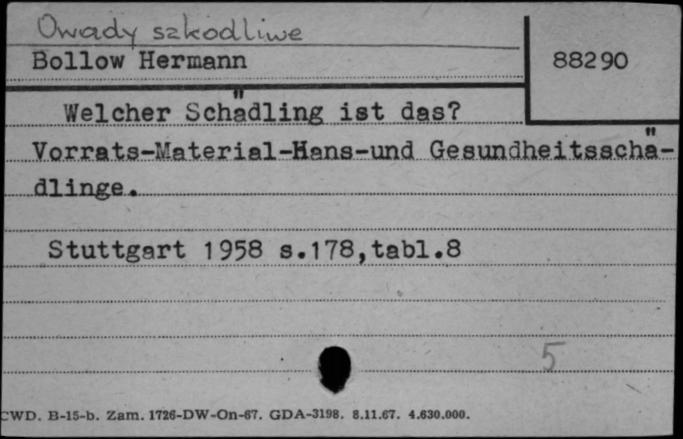 Owady szkodliwe
Bollow Hermann
88290
Welcher Schädling ist das?
Vorrats-Material-Hans-und Gesundheitsschä-
dlinge.
Stuttgart 1958 s.178,tabl.8
5
CWD. B-15-b. Zam. 1726-DW-On-67. GDA-3198. 8.11.67. 4.630.000.